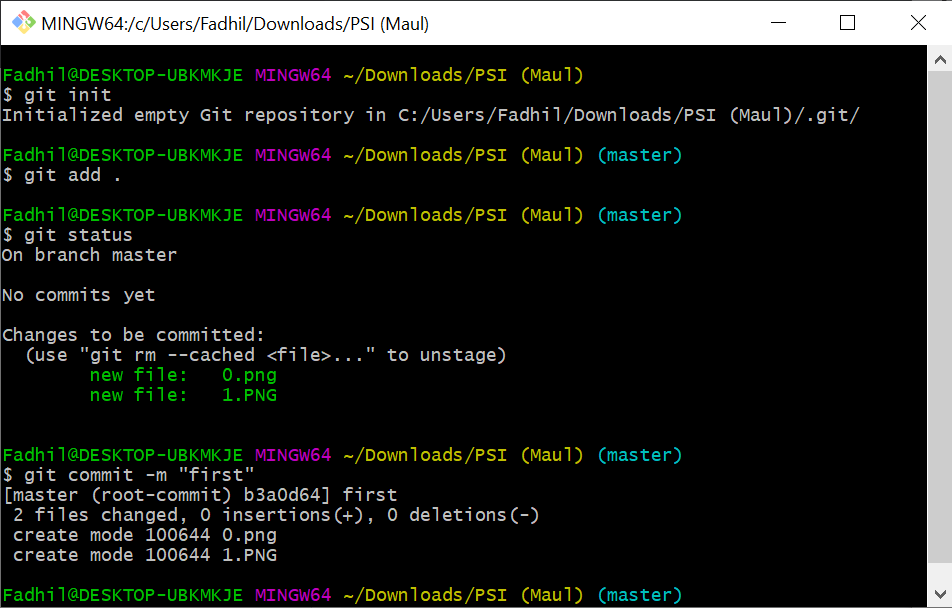 MINGW64:/c/Users/Fadhil/Downloads/PSI (Maul)
Fadhil@DESKTOP-UBKMKJE MINGW64 ~/Downloads/PSI (Maul)
$ git init
Initialized empty Git repository in C:/Users/Fadhil/Downloads/PSI (Maul)/.git/
Fadhil@DESKTOP-UBKMKJE MINGW64 ~/Downloads/PSI (Maul) (master)
$ git add .
Fadhil@DESKTOP-UBKMKJE MINGW64 ~/Downloads/PSI (Maul) (master)
$ git status
On branch master
No commits yet
Changes to be committed:
  (use "git rm --cached <file>..." to unstage)
        new file:   0.png
        new file:   1.PNG
Fadhil@DESKTOP-UBKMKJE MINGW64 ~/Downloads/PSI (Maul) (master)
$ git commit -m "first"
[master (root-commit) b3a0d64] first
 2 files changed, 0 insertions(+), 0 deletions(-)
 create mode 100644 0.png
 create mode 100644 1.PNG
Fadhil@DESKTOP-UBKMKJE MINGW64 ~/Downloads/PSI (Maul) (master)